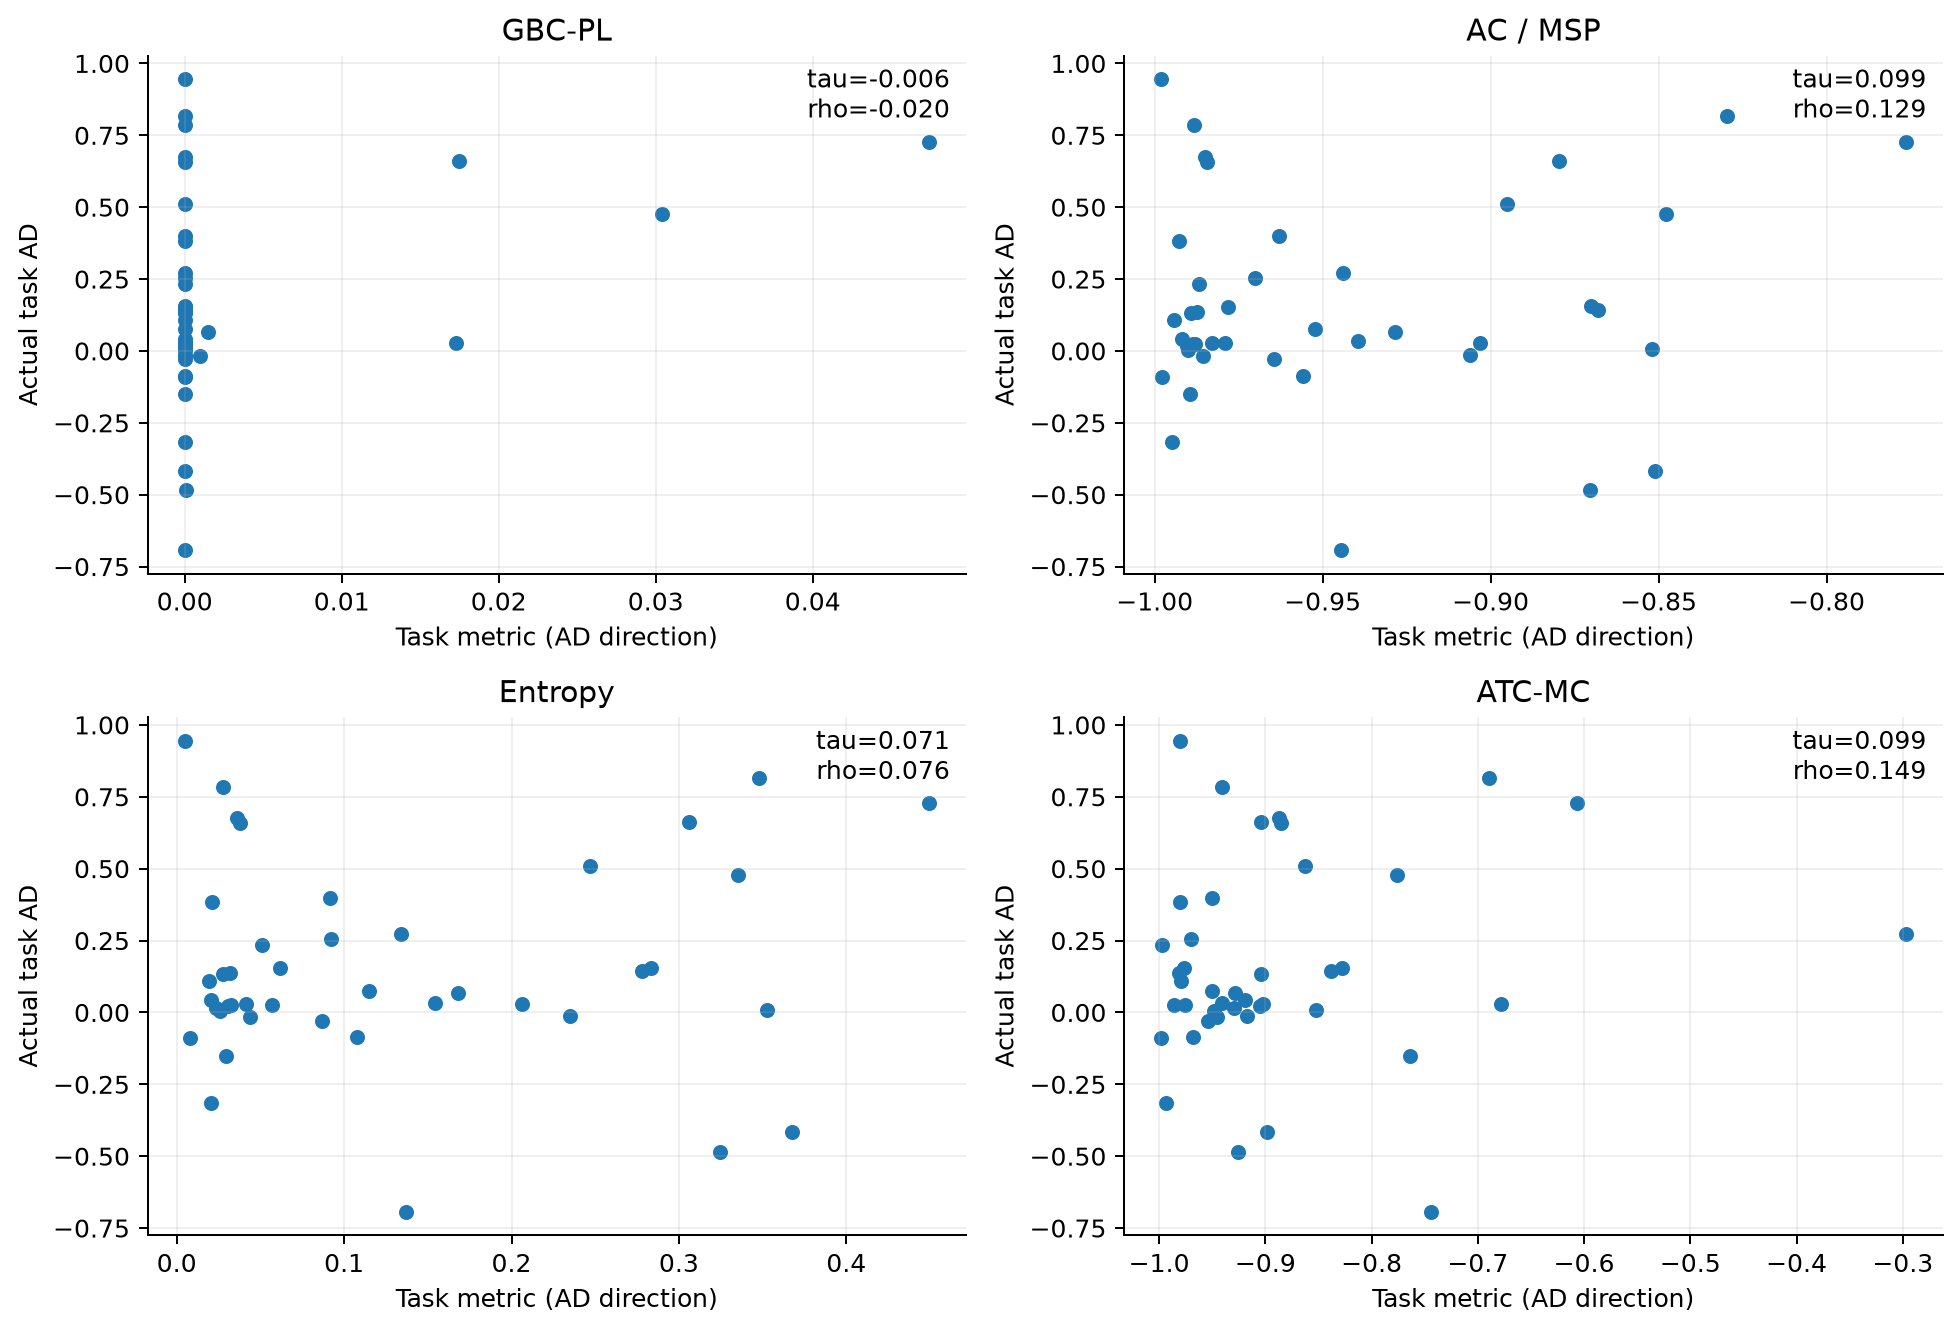 GBC-PL
tau=-0.006
rho=-0.020
1.00
0.75
0.50
0.25
0.00
−0.25
−0.50
−0.75
Actual task AD
0.00 0.01 0.02 0.03 0.04
Task metric (AD direction)
AC / MSP
tau=0.099
rho=0.129
1.00
0.75
0.50
0.25
0.00
−0.25
−0.50
−0.75
Actual task AD
−1.00 −0.95 −0.90 −0.85 −0.80
Task metric (AD direction)
Entropy
tau=0.071
rho=0.076
1.00
0.75
0.50
0.25
0.00
−0.25
−0.50
−0.75
Actual task AD
0.0 0.1 0.2 0.3 0.4
Task metric (AD direction)
ATC-MC
tau=0.099
rho=0.149
1.00
0.75
0.50
0.25
0.00
−0.25
−0.50
−0.75
Actual task AD
−1.0 −0.9 −0.8 −0.7 −0.6 −0.5 −0.4 −0.3
Task metric (AD direction)